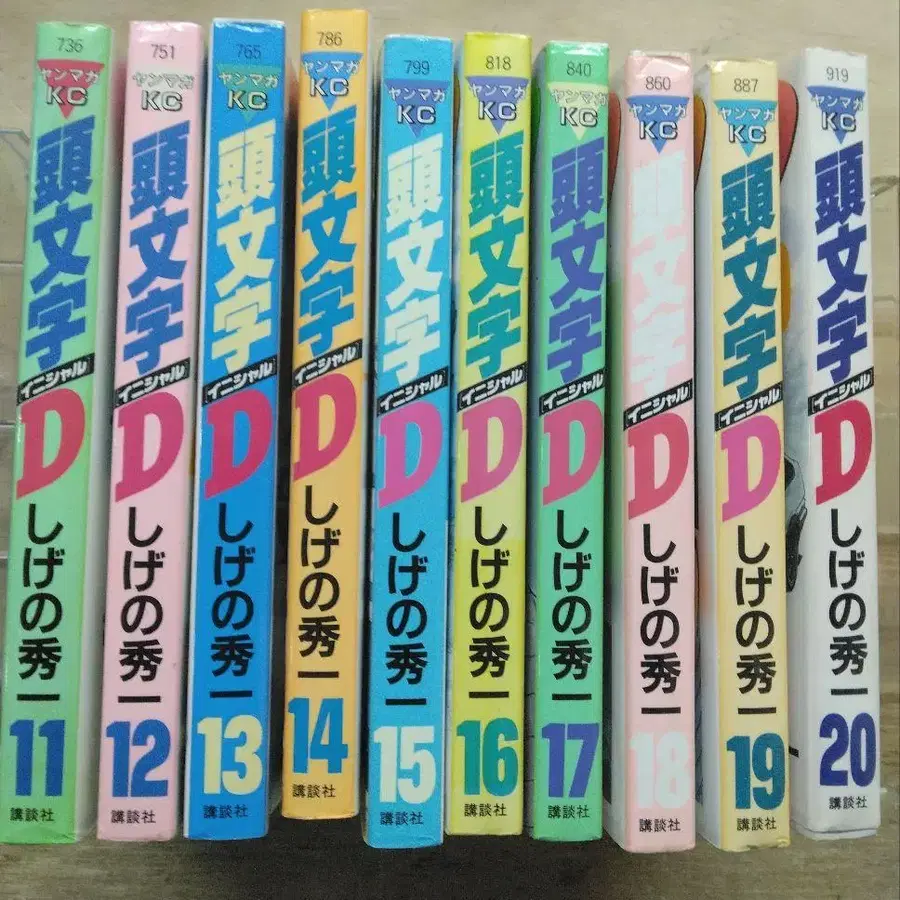 736
ヤンマガ
KC
頭文字
イニシャル
D
しげの秀一
11
講談社
751
ヤンマガ
KC
頭文字
イニシャル
D
しげの秀一
12
講談社
765
ヤンマガ
KC
頭文字
イニシャル
D
しげの秀一
13
講談社
786
ヤンマガ
KC
頭文字
イニシャル
D
しげの秀一
14
講談社
799
ヤンマガ
KC
頭文字
イニシャル
D
しげの秀一
15
講談社
818
ヤンマガ
KC
頭文字
イニシャル
D
しげの秀一
16
講談社
840
ヤンマガ
KC
頭文字
イニシャル
D
しげの秀一
17
講談社
860
ヤンマガ
KC
頭文字
イニシャル
D
しげの秀一
18
講談社
887
ヤンマガ
KC
頭文字
イニシャル
D
しげの秀一
19
講談社
919
ヤンマガ
KC
頭文字
イニシャル
D
しげの秀一
20
講談社